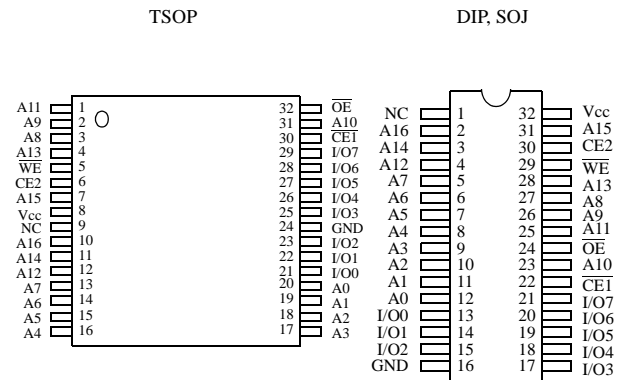 TSOP
A11 1 32 O̅E̅
A9 2 31 A10
A8 3 30 C̅E̅1̅
A13 4 29 I/O7
W̅E̅ 5 28 I/O6
CE2 6 27 I/O5
A15 7 26 I/O4
Vcc 8 25 I/O3
NC 9 24 GND
A16 10 23 I/O2
A14 11 22 I/O1
A12 12 21 I/O0
A7 13 20 A0
A6 14 19 A1
A5 15 18 A2
A4 16 17 A3
DIP, SOJ
NC 1 32 Vcc
A16 2 31 A15
A14 3 30 CE2
A12 4 29 W̅E̅
A7 5 28 A13
A6 6 27 A8
A5 7 26 A9
A4 8 25 A11
A3 9 24 O̅E̅
A2 10 23 A10
A1 11 22 C̅E̅1̅
A0 12 21 I/O7
I/O0 13 20 I/O6
I/O1 14 19 I/O5
I/O2 15 18 I/O4
GND 16 17 I/O3